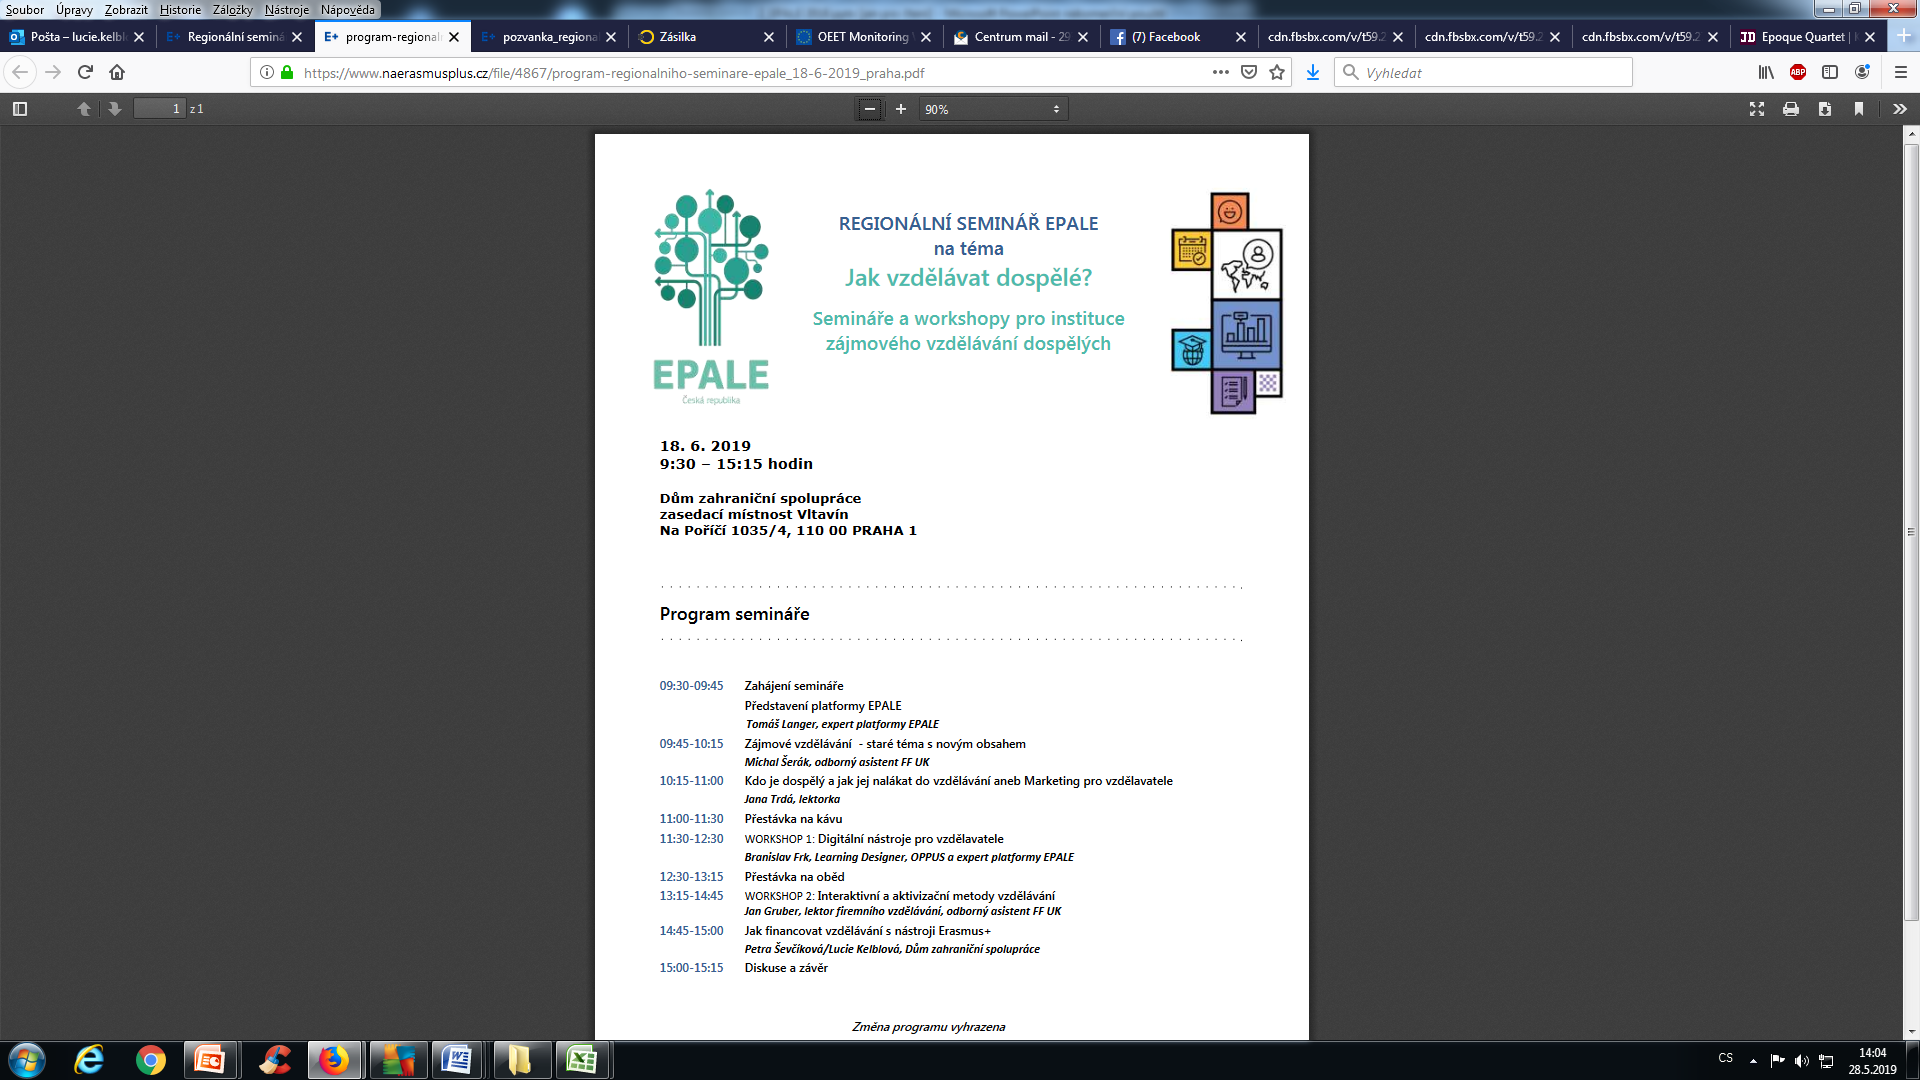 Soubor Úpravy Zobrazit Historie Záložky Nástroje Nápověda
Pošta – lucie.kelbl
Regionální seminá
program-regionaln
pozvanka_regiona
Zásilka
OEET Monitoring
Centrum mail - 29
(7) Facebook
cdn.fbsbx.com/v/t59.2
cdn.fbsbx.com/v/t59.2
cdn.fbsbx.com/v/t59.2
JD Epoque Quartet |
https://www.naerasmusplus.cz/file/4867/program-regionalniho-seminare-epale_18-6-2019_praha.pdf
Vyhledat
ABP
1 z 1
90%
REGIONÁLNÍ SEMINÁŘ EPALE
na téma
Jak vzdělávat dospělé?
Semináře a workshopy pro instituce
zájmového vzdělávání dospělých
EPALE
Česká republika
18. 6. 2019
9:30 – 15:15 hodin
Dům zahraniční spolupráce
zasedací místnost Vltavín
Na Poříčí 1035/4, 110 00 PRAHA 1
Program semináře
09:30-09:45 Zahájení semináře
Představení platformy EPALE
Tomáš Langer, expert platformy EPALE
09:45-10:15 Zájmové vzdělávání - staré téma s novým obsahem
Michal Šerák, odborný asistent FF UK
10:15-11:00 Kdo je dospělý a jak jej nalákat do vzdělávání aneb Marketing pro vzdělavatele
Jana Trdá, lektorka
11:00-11:30 Přestávka na kávu
11:30-12:30 WORKSHOP 1: Digitální nástroje pro vzdělavatele
Branislav Frk, Learning Designer, OPPUS a expert platformy EPALE
12:30-13:15 Přestávka na oběd
13:15-14:45 WORKSHOP 2: Interaktivní a aktivizační metody vzdělávání
Jan Gruber, lektor firemního vzdělávání, odborný asistent FF UK
14:45-15:00 Jak financovat vzdělávání s nástroji Erasmus+
Petra Ševčíková/Lucie Kelblová, Dům zahraniční spolupráce
15:00-15:15 Diskuse a závěr
Změna programu vyhrazena
CS
14:04
28.5.2019